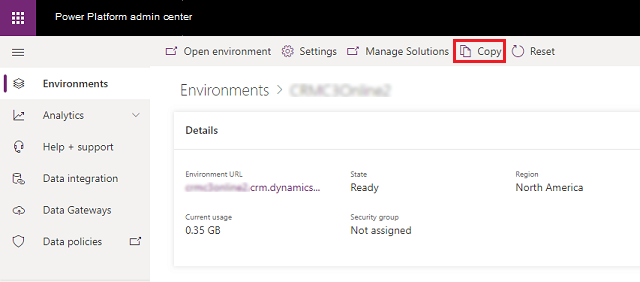 Power Platform admin center
Open environment Settings Manage Solutions Copy Reset
Environments
Analytics
Help + support
Data integration
Data Gateways
Data policies
Environments >
Details
Environment URL State Region
.crm.dynamics... Ready North America
Current usage Security group
0.35 GB Not assigned